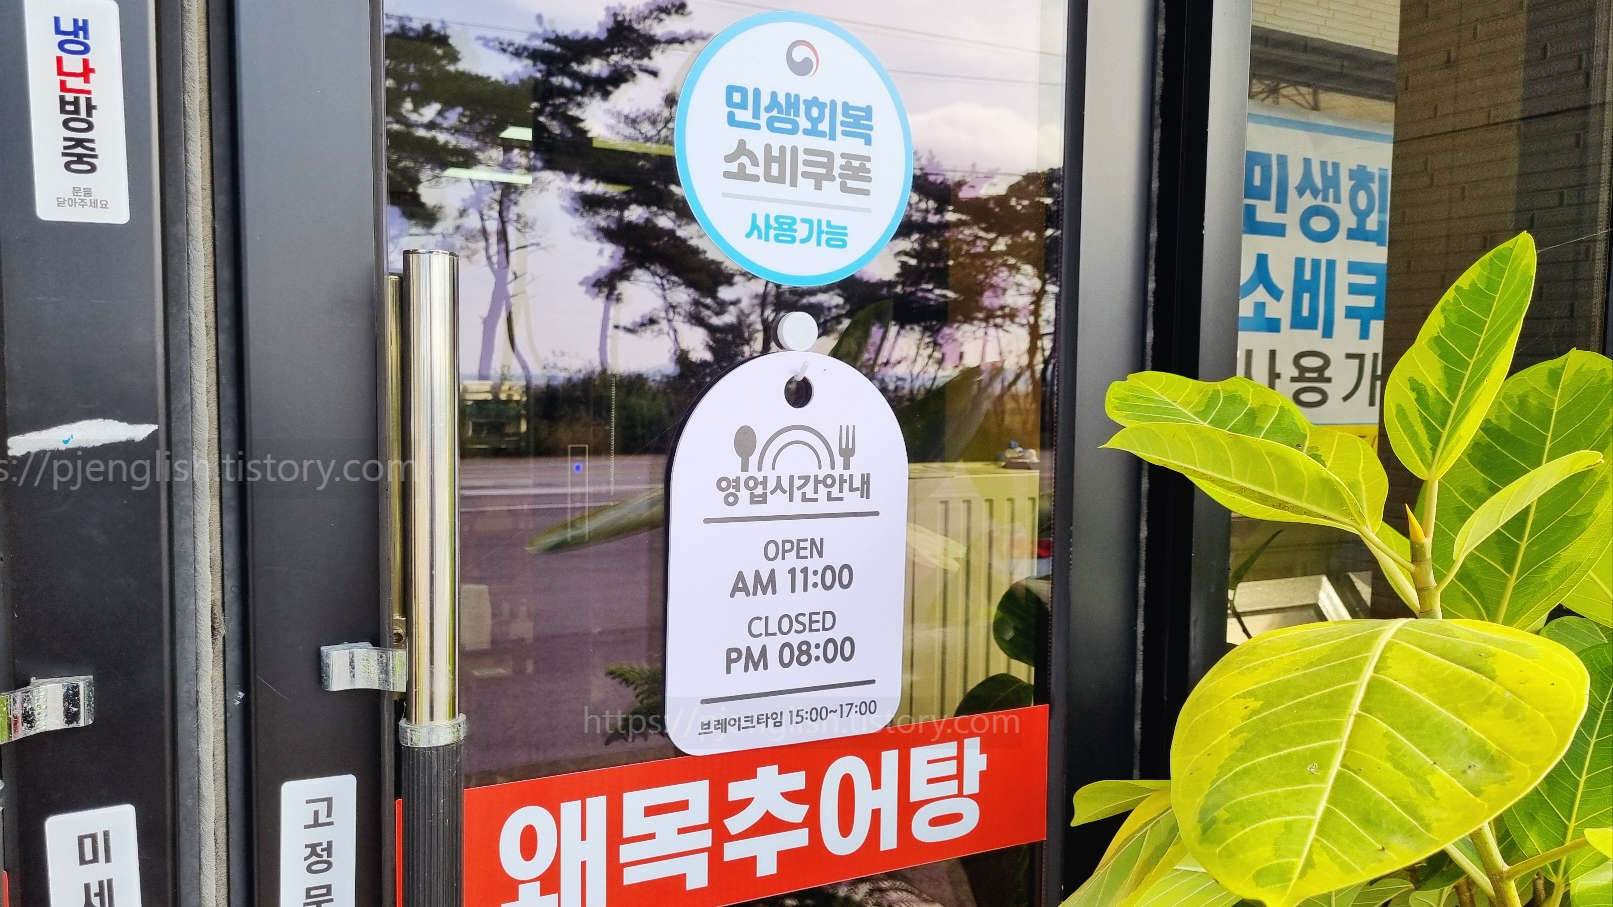 냉난방중
문을
닫아주세요
민생회복
소비쿠폰
사용가능
민생회
소비쿠
사용가
영업시간안내
OPEN
AM 11:00
CLOSED
PM 08:00
브레이크타임 15:00~17:00
왜목추어탕
고정문
미세
s://pjenglish.tistory.com
https://pjenglish.tistory.com